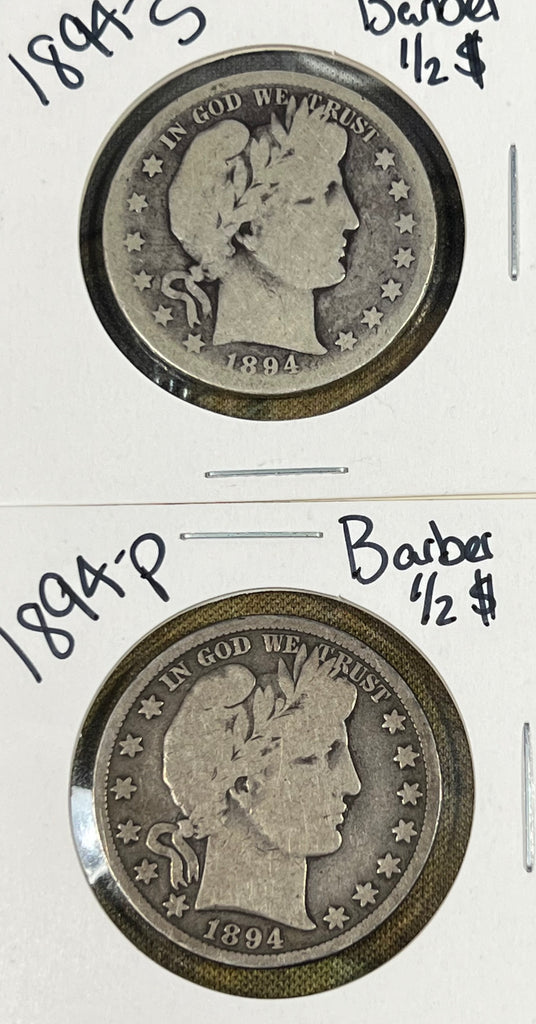 1894-S
Barber
1/2 $
IN GOD WE TRUST
1894
1894-P
Barber
1/2 $
IN GOD WE TRUST
1894